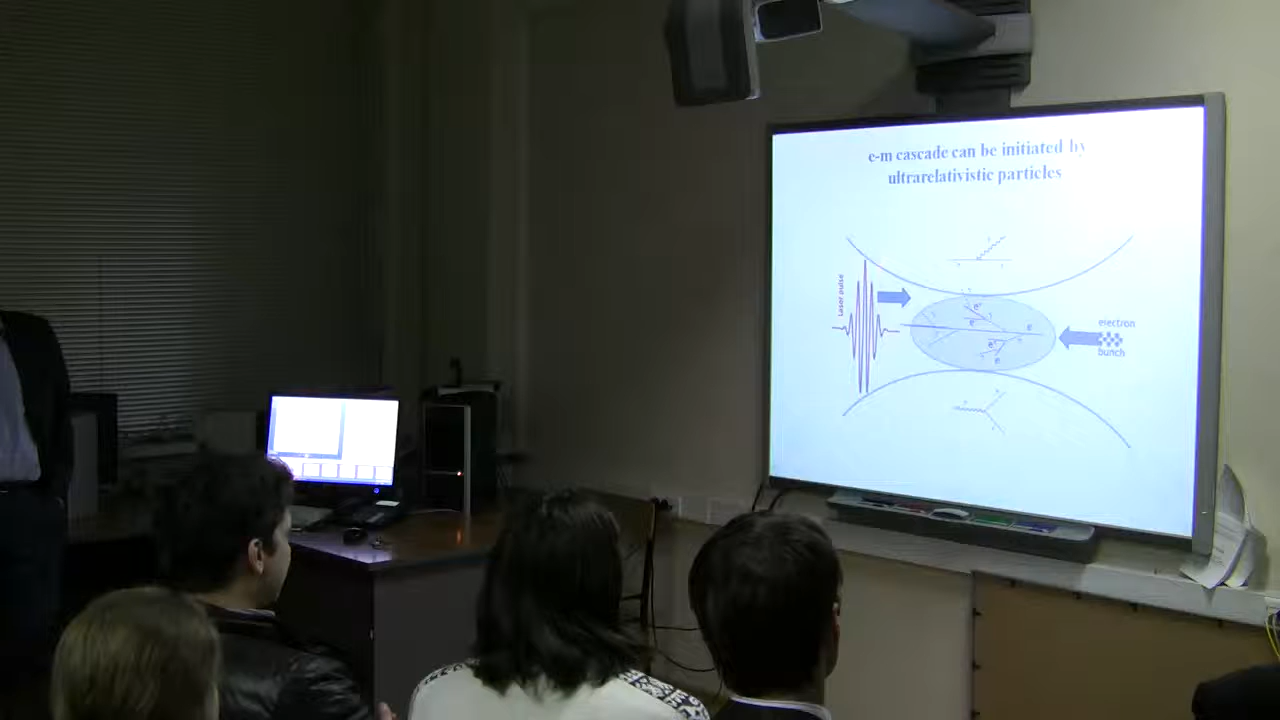 e-m cascade can be initiated by
ultrarelativistic particles
Laser pulse
electron
bunch
e
e
e
e
e